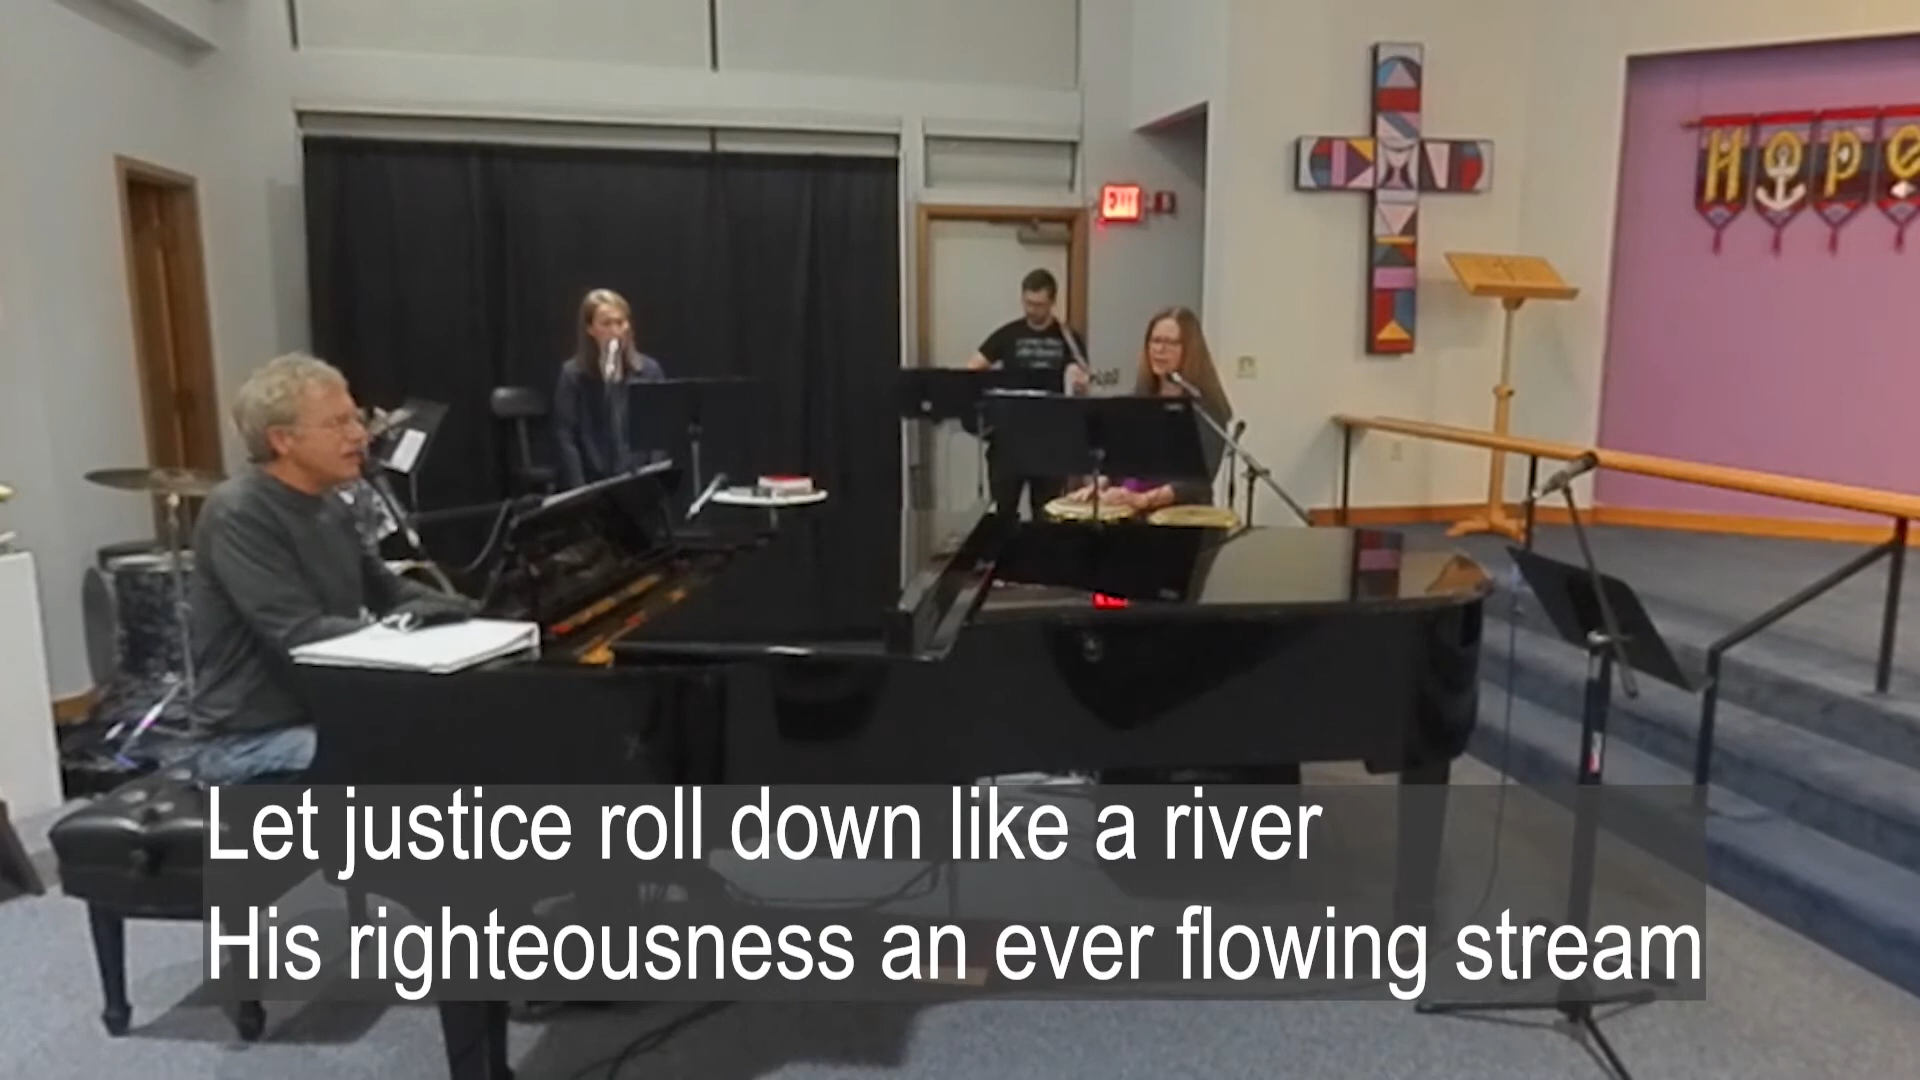 Hope
EXIT
Let justice roll down like a river
His righteousness an ever flowing stream